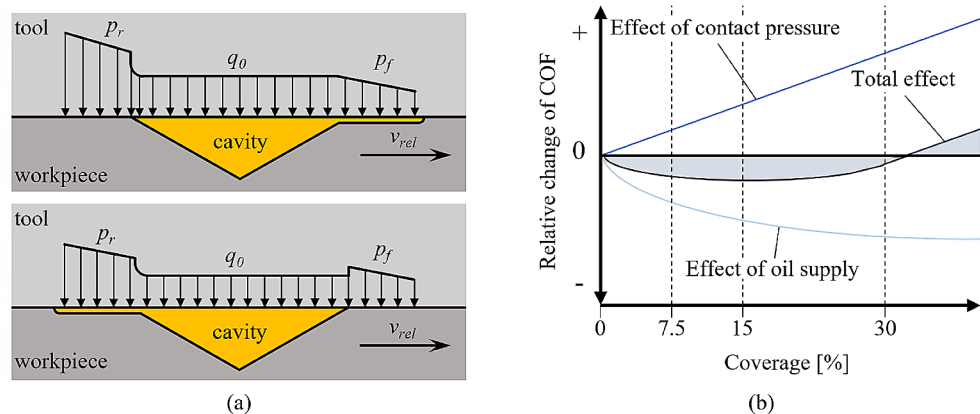 tool
p_r
q_0
p_f
cavity
v_rel
workpiece
tool
p_r
q_0
p_f
cavity
v_rel
workpiece
(a)
Relative change of COF
+
0
-
Effect of contact pressure
Total effect
Effect of oil supply
0 7.5 15 30
Coverage [%]
(b)